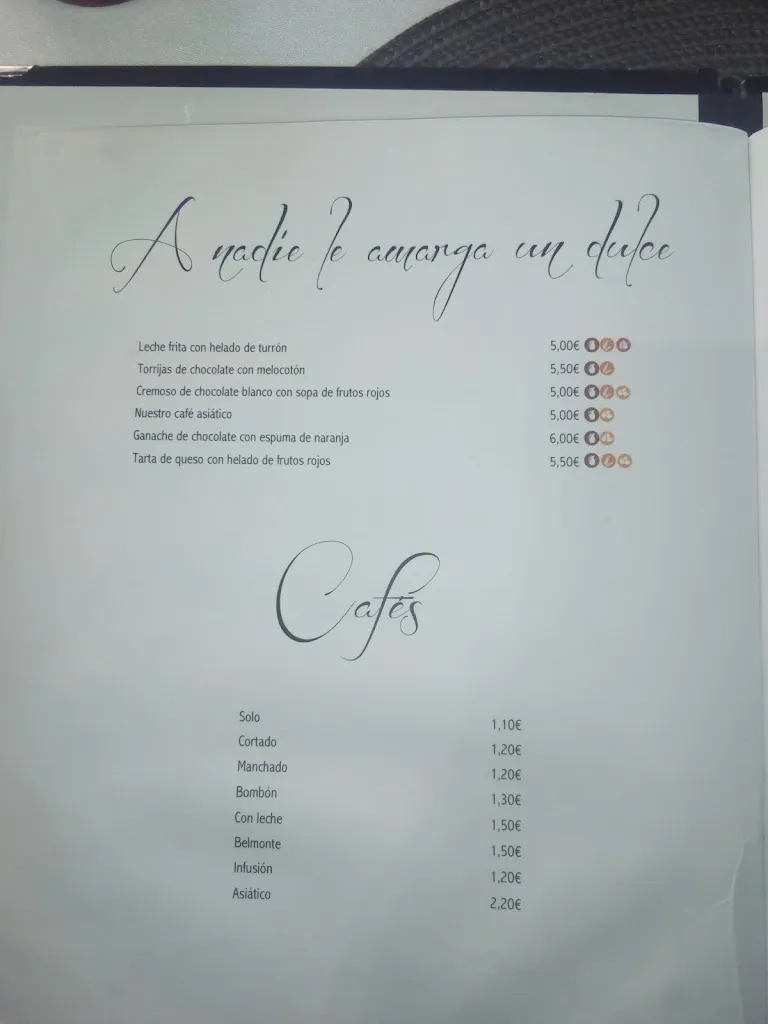 A nadie le amarga un dulce
Leche frita con helado de turrón 5,00€
Torrijas de chocolate con melocotón 5,50€
Cremoso de chocolate blanco con sopa de frutos rojos 5,00€
Nuestro café asiático 5,00€
Ganache de chocolate con espuma de naranja 6,00€
Tarta de queso con helado de frutos rojos 5,50€
Cafés
Solo 1,10€
Cortado 1,20€
Manchado 1,20€
Bombón 1,30€
Con leche 1,50€
Belmonte 1,50€
Infusión 1,20€
Asiático 2,20€